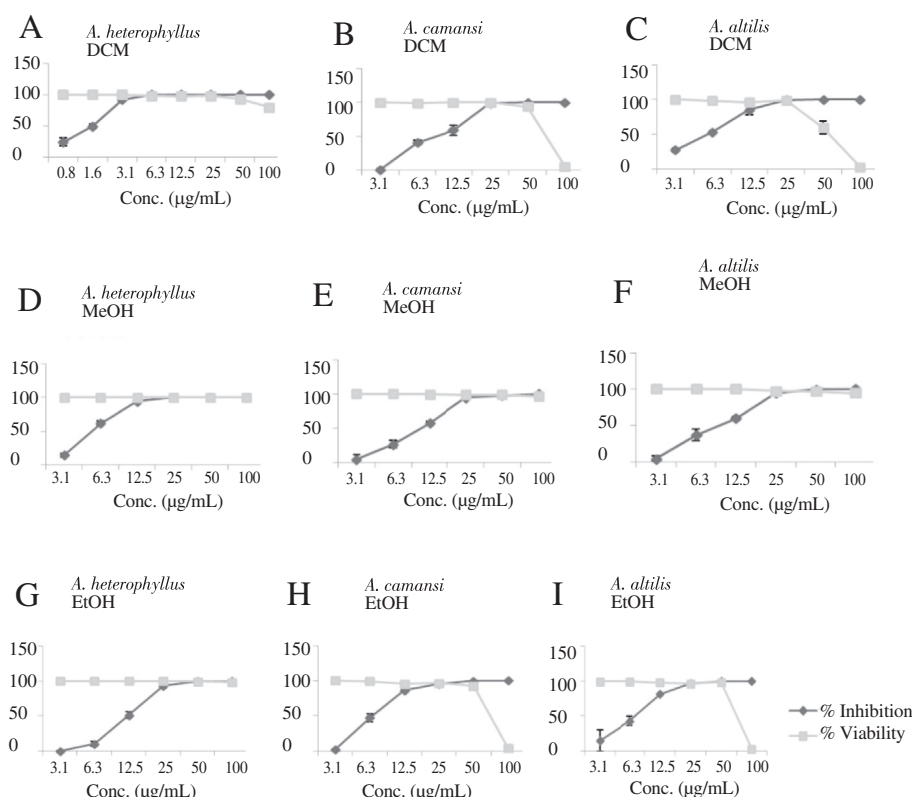 A
A. heterophyllus
DCM
150
100
50
0
0.8 1.6 3.1 6.3 12.5 25 50 100
Conc. (µg/mL)
B
A. camansi
DCM
150
100
50
0
3.1 6.3 12.5 25 50 100
Conc. (µg/mL)
C
A. altilis
DCM
150
100
50
0
3.1 6.3 12.5 25 50 100
Conc. (µg/mL)
D
A. heterophyllus
MeOH
150
100
50
0
3.1 6.3 12.5 25 50 100
Conc. (µg/mL)
E
A. camansi
MeOH
150
100
50
0
3.1 6.3 12.5 25 50 100
Conc. (µg/mL)
F
A. altilis
MeOH
150
100
50
0
3.1 6.3 12.5 25 50 100
Conc. (µg/mL)
G
A. heterophyllus
EtOH
150
100
50
0
3.1 6.3 12.5 25 50 100
Conc. (µg/mL)
H
A. camansi
EtOH
150
100
50
0
3.1 6.3 12.5 25 50 100
Conc. (µg/mL)
I
A. altilis
EtOH
150
100
50
0
3.1 6.3 12.5 25 50 100
Conc. (µg/mL)
% Inhibition
% Viability